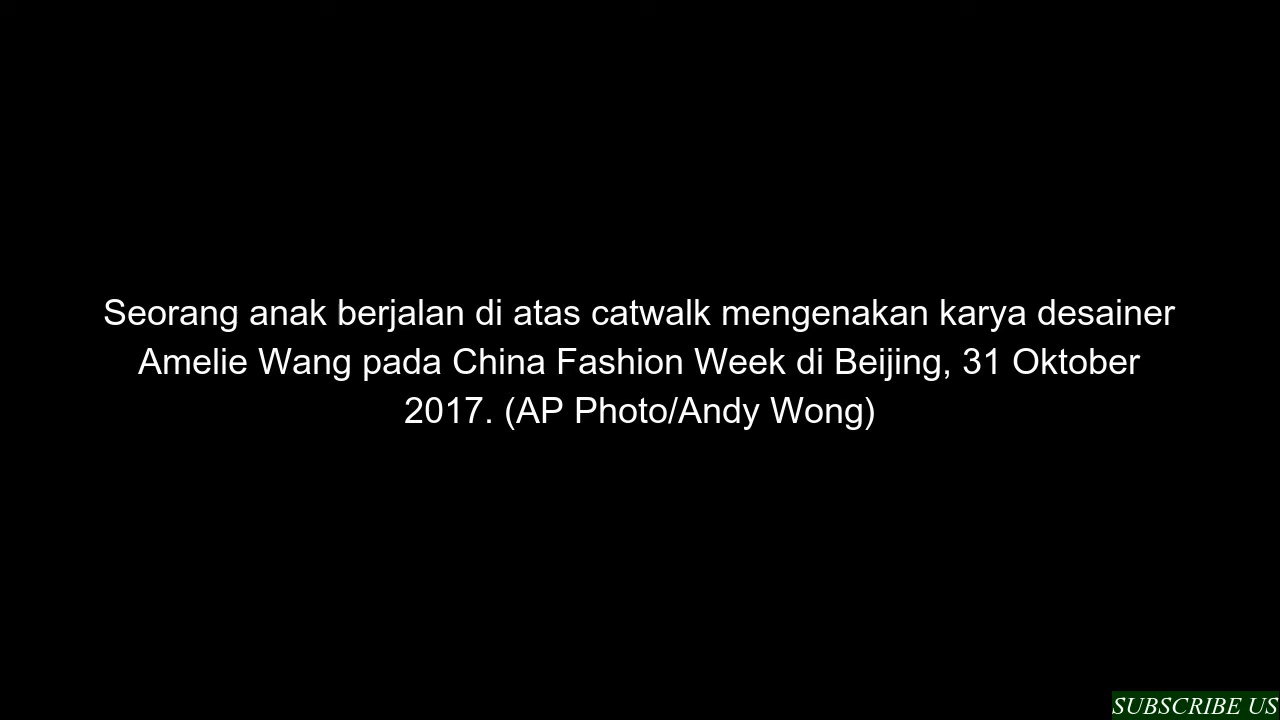 Seorang anak berjalan di atas catwalk mengenakan karya desainer
Amelie Wang pada China Fashion Week di Beijing, 31 Oktober
2017. (AP Photo/Andy Wong)
SUBSCRIBE US